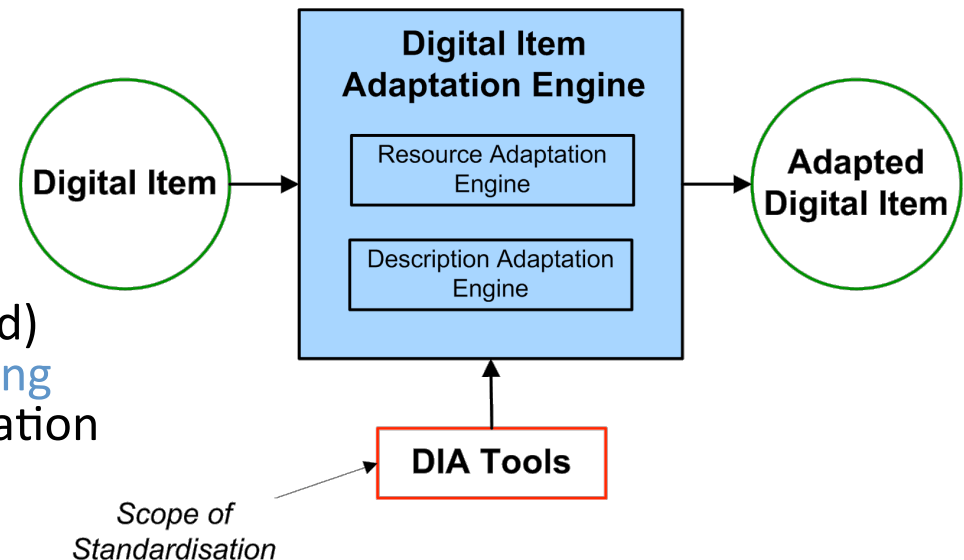 Digital Item
Adaptation Engine
Resource Adaptation
Engine
Digital Item
Adapted
Digital Item
Description Adaptation
Engine
d)
ng
ation
DIA Tools
Scope of
Standardisation